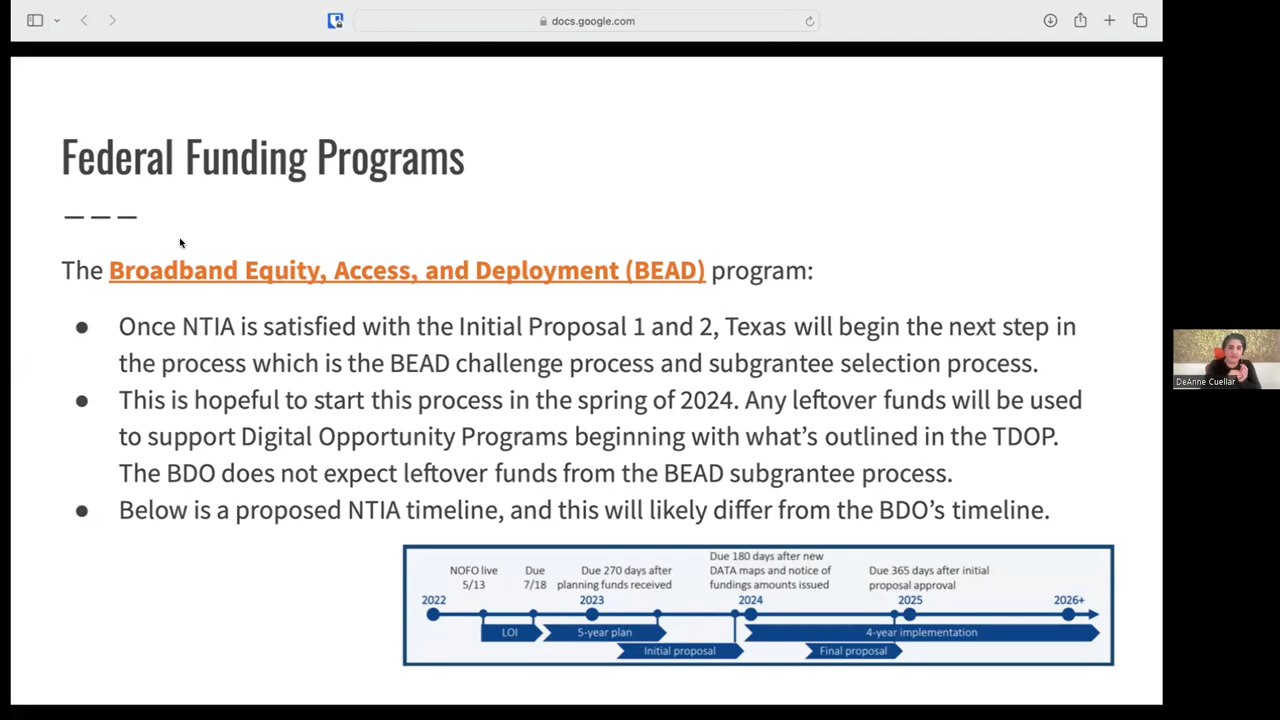 docs.google.com
Federal Funding Programs
The Broadband Equity, Access, and Deployment (BEAD) program:
● Once NTIA is satisfied with the Initial Proposal 1 and 2, Texas will begin the next step in
the process which is the BEAD challenge process and subgrantee selection process.
● This is hopeful to start this process in the spring of 2024. Any leftover funds will be used
to support Digital Opportunity Programs beginning with what's outlined in the TDOP.
The BDO does not expect leftover funds from the BEAD subgrantee process.
● Below is a proposed NTIA timeline, and this will likely differ from the BDO's timeline.
NOFO live
5/13
Due
7/18
Due 270 days after
planning funds received
Due 180 days after new
DATA maps and notice of
fundings amounts issued
Due 365 days after initial
proposal approval
2022 2023 2024 2025 2026+
LOI 5-year plan 4-year implementation
Initial proposal Final proposal
DeAnne Cuellar